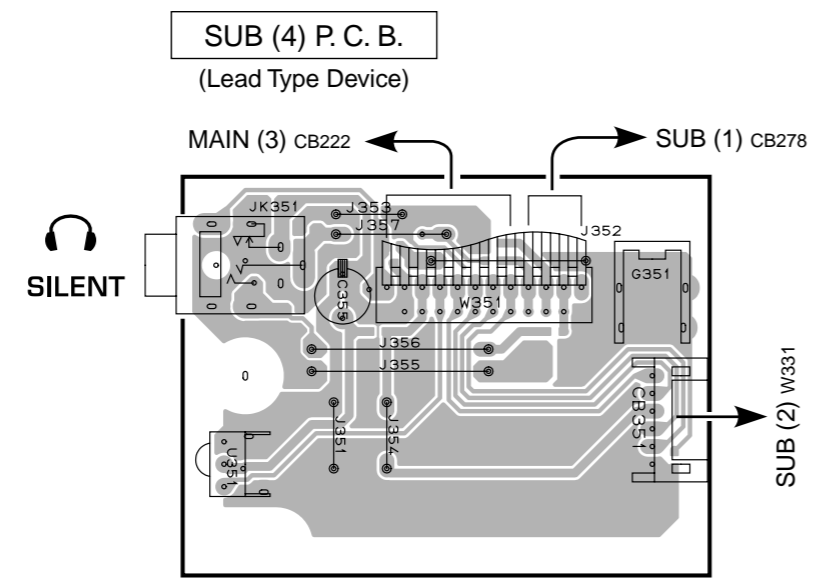 SUB (4) P. C. B.
(Lead Type Device)
MAIN (3) CB222
SUB (1) CB278
JK351
J353
J357
J352
SILENT
C355
W351
G351
J356
J355
CB351
SUB (2) W331
J351
J354
U351